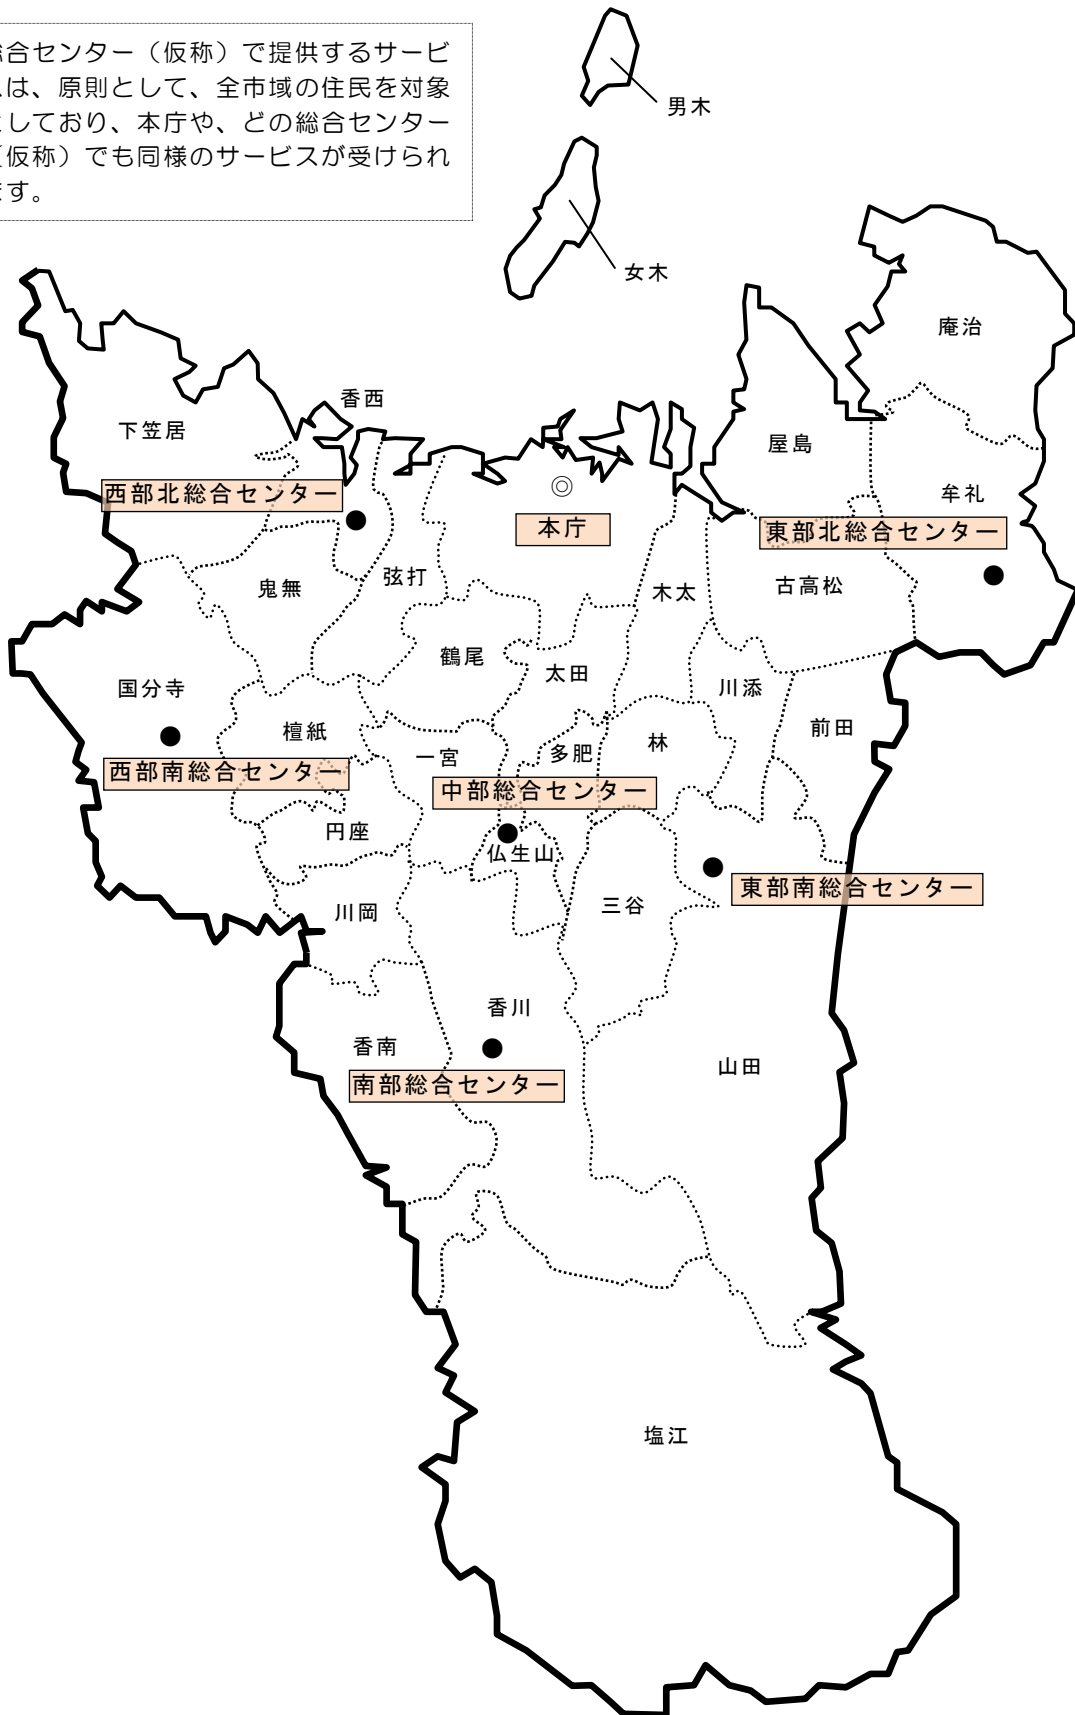 総合センター（仮称）で提供するサービ
は、原則として、全市域の住民を対象
しており、本庁や、どの総合センター
（仮称）でも同様のサービスが受けられ
ます。
男木
女木
庵治
香西
下笠居
屋島
西部北総合センター
牟礼
本庁
東部北総合センター
鬼無
弦打
木太
古高松
鶴尾
太田
国分寺
川添
檀紙
一宮
多肥
林
前田
西部南総合センター
中部総合センター
円座
仏生山
東部南総合センター
川岡
三谷
香川
香南
山田
南部総合センター
塩江